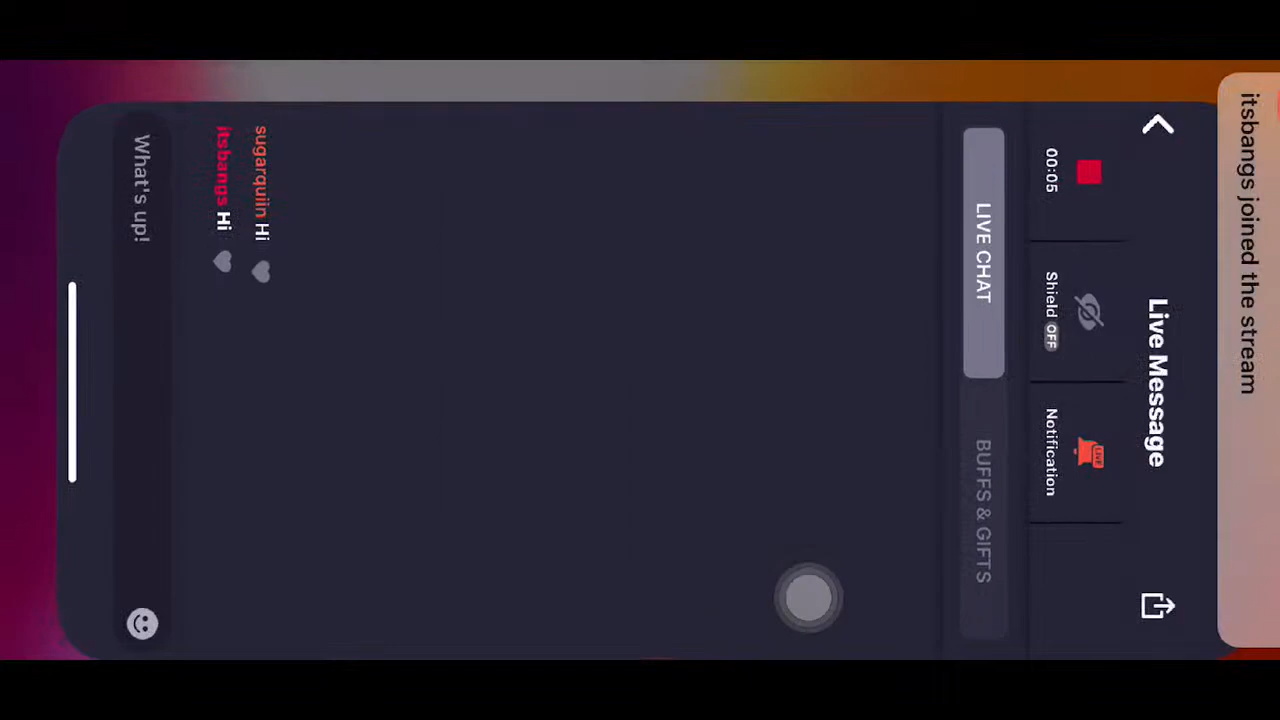 itsbangs joined the stream
Live Message
00:05
Shield OFF
Notification
LIVE
LIVE CHAT
BUFFS & GIFTS
sugarquiin Hi
itsbangs Hi
What's up!